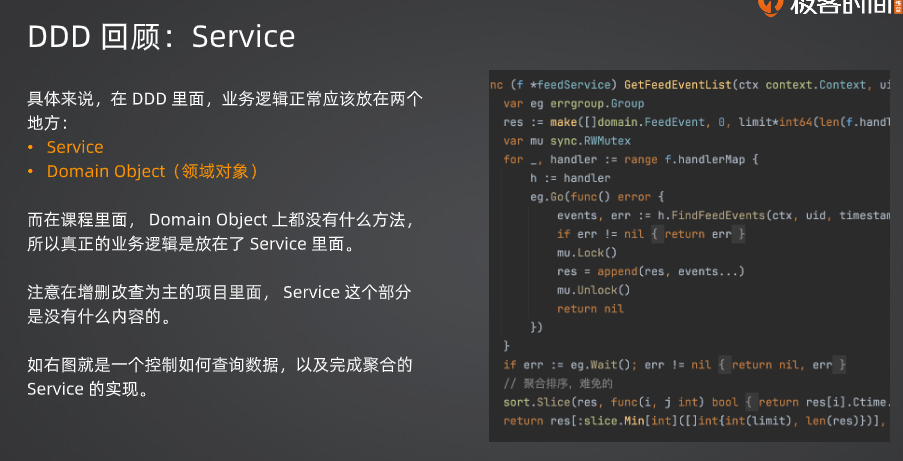 极客时间
DDD 回顾：Service
具体来说，在 DDD 里面，业务逻辑正常应该放在两个
地方：
• Service
• Domain Object（领域对象）
而在课程里面， Domain Object 上都没有什么方法，
所以真正的业务逻辑是放在了 Service 里面。
注意在增删改查为主的项目里面， Service 这个部分
是没有什么内容的。
如右图就是一个控制如何查询数据，以及完成聚合的
Service 的实现。
nc (f *feedService) GetFeedEventList(ctx context.Context, ui
var eg errgroup.Group
res := make([]domain.FeedEvent, 0, limit*int64(len(f.handl
var mu sync.RWMutex
for _, handler := range f.handlerMap {
h := handler
eg.Go(func() error {
events, err := h.FindFeedEvents(ctx, uid, timestam
if err != nil { return err }
mu.Lock()
res = append(res, events...)
mu.Unlock()
return nil
})
}
if err := eg.Wait(); err != nil { return nil, err }
// 聚合排序，难免的
sort.Slice(res, func(i, j int) bool { return res[i].Ctime.
return res[:slice.Min[int]([]int{int(limit), len(res)})],